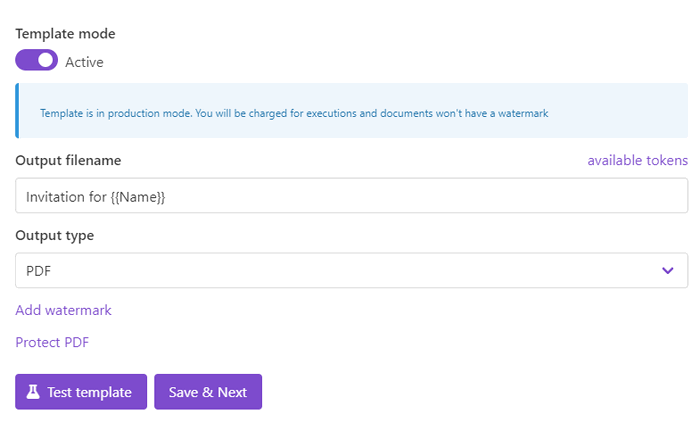 Template mode
Active
Template is in production mode. You will be charged for executions and documents won't have a watermark
Output filename
available tokens
Invitation for {{Name}}
Output type
PDF
Add watermark
Protect PDF
Test template
Save & Next